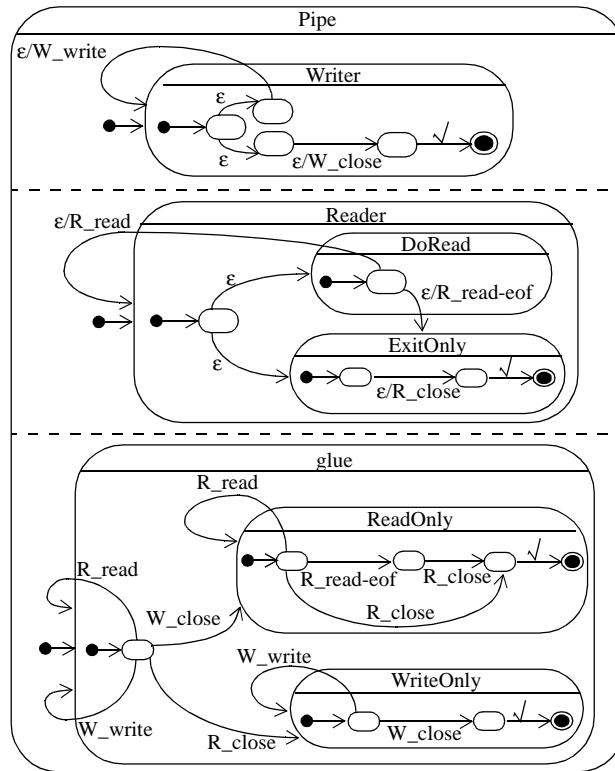 Pipe
ε/W_write
Writer
ε
ε
ε/W_close
√
ε/R_read
Reader
DoRead
ε
ε/R_read-eof
ExitOnly
ε
ε/R_close
√
glue
R_read
ReadOnly
R_read
R_read-eof
R_close
√
W_close
R_close
W_write
WriteOnly
W_write
R_close
W_close
√